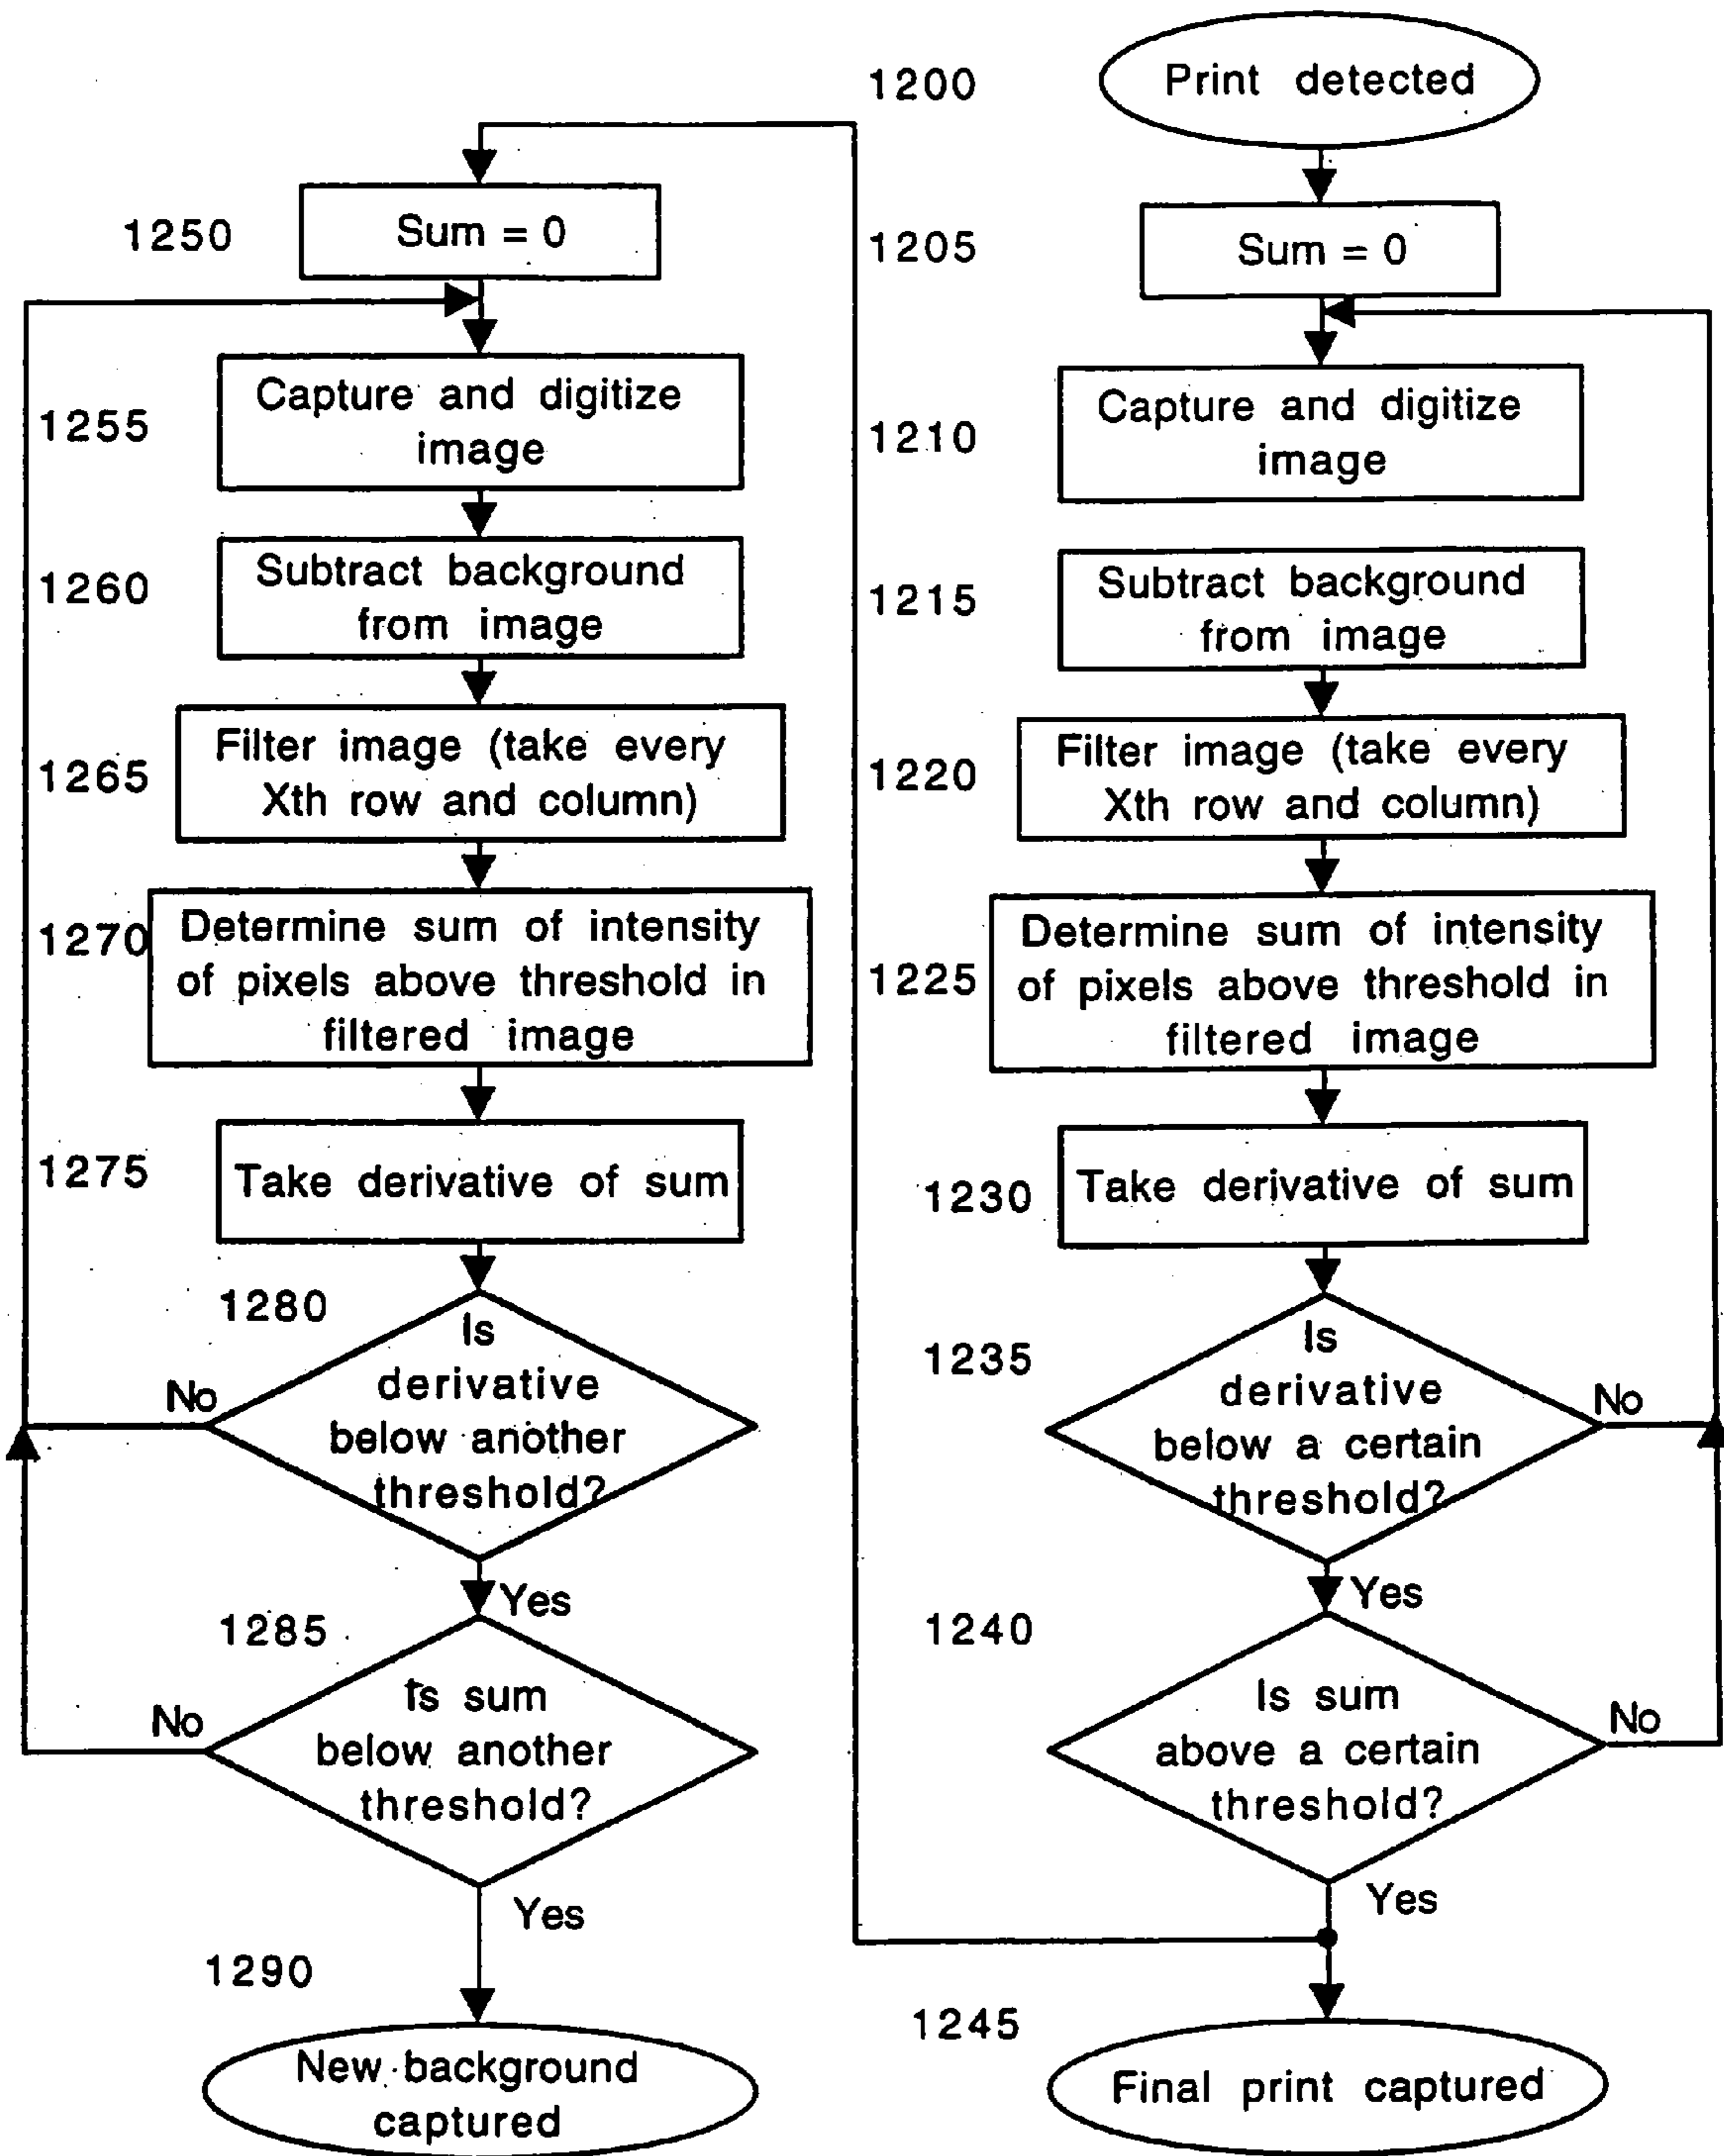 1200
Print detected
1205
Sum = 0
1210
Capture and digitize
image
1215
Subtract background
from image
1220
Filter image (take every
Xth row and column)
1225
Determine sum of intensity
of pixels above threshold in
filtered image
1230
Take derivative of sum
1235
Is
derivative
below a certain
threshold?
No
Yes
1240
Is sum
above a certain
threshold?
No
Yes
1245
Final print captured
1250
Sum = 0
1255
Capture and digitize
image
1260
Subtract background
from image
1265
Filter image (take every
Xth row and column)
1270
Determine sum of intensity
of pixels above threshold in
filtered image
1275
Take derivative of sum
1280
Is
derivative
below another
threshold?
No
Yes
1285
Is sum
below another
threshold?
No
Yes
1290
New background
captured